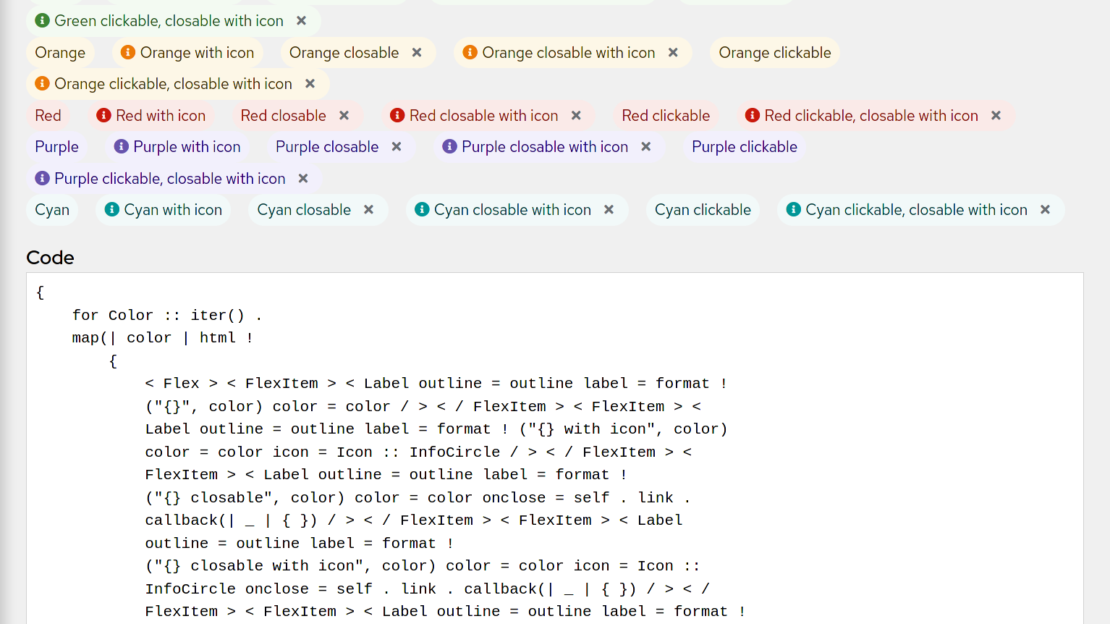 Green clickable, closable with icon
Orange Orange with icon Orange closable Orange closable with icon Orange clickable
Orange clickable, closable with icon
Red Red with icon Red closable Red closable with icon Red clickable Red clickable, closable with icon
Purple Purple with icon Purple closable Purple closable with icon Purple clickable
Purple clickable, closable with icon
Cyan Cyan with icon Cyan closable Cyan closable with icon Cyan clickable Cyan clickable, closable with icon
Code
{
for Color :: iter() .
map(| color | html !
{
< Flex > < FlexItem > < Label outline = outline label = format !
("{}", color) color = color / > < / FlexItem > < FlexItem > <
Label outline = outline label = format ! ("{} with icon", color)
color = color icon = Icon :: InfoCircle / > < / FlexItem > <
FlexItem > < Label outline = outline label = format !
("{} closable", color) color = color onclose = self . link .
callback(| _ | { }) / > < / FlexItem > < FlexItem > < Label
outline = outline label = format !
("{} closable with icon", color) color = color icon = Icon ::
InfoCircle onclose = self . link . callback(| _ | { }) / > < /
FlexItem > < FlexItem > < Label outline = outline label = format !